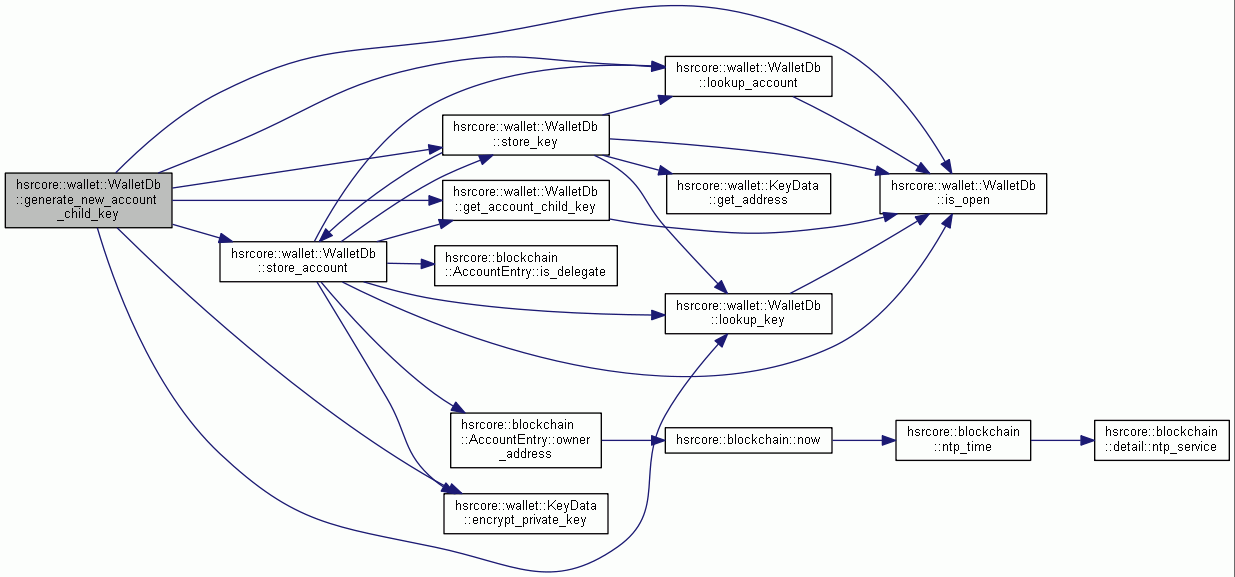 hsrcore::wallet::WalletDb
::generate_new_account
_child_key
hsrcore::wallet::WalletDb
::store_account
hsrcore::wallet::WalletDb
::store_key
hsrcore::wallet::WalletDb
::get_account_child_key
hsrcore::blockchain
::AccountEntry::is_delegate
hsrcore::blockchain
::AccountEntry::owner
_address
hsrcore::wallet::KeyData
::encrypt_private_key
hsrcore::wallet::WalletDb
::lookup_account
hsrcore::wallet::KeyData
::get_address
hsrcore::wallet::WalletDb
::lookup_key
hsrcore::blockchain::now
hsrcore::wallet::WalletDb
::is_open
hsrcore::blockchain
::ntp_time
hsrcore::blockchain
::detail::ntp_service